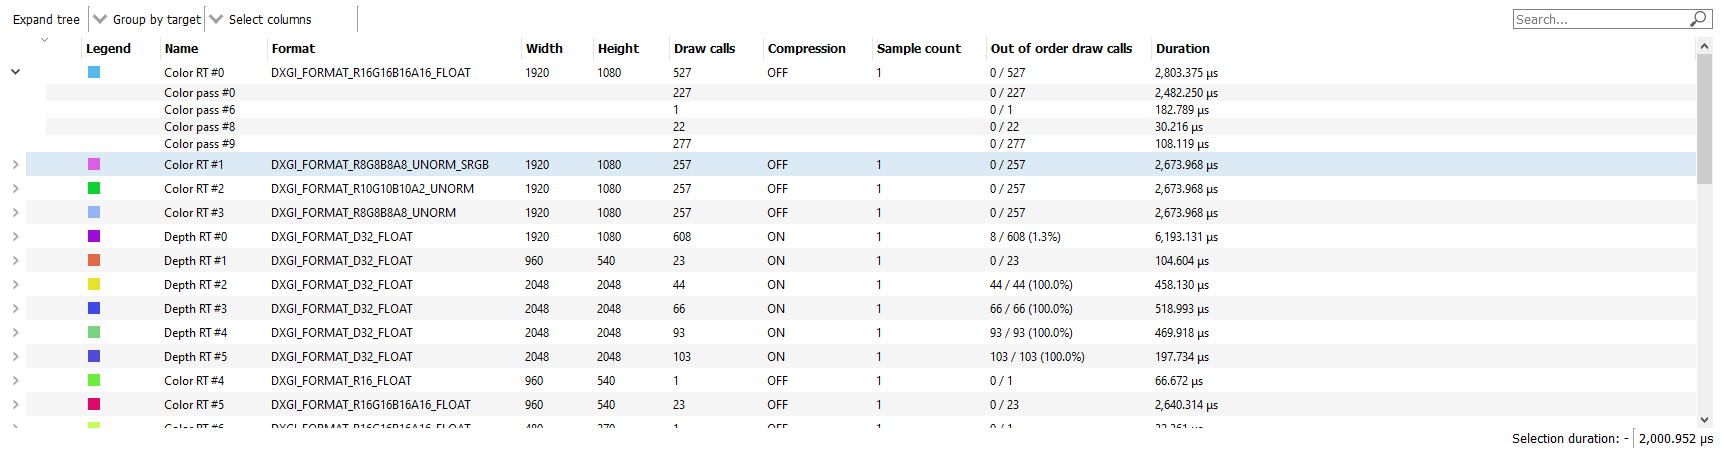 Expand tree Group by target Select columns Search...
Legend Name Format Width Height Draw calls Compression Sample count Out of order draw calls Duration
Color RT #0 DXGI_FORMAT_R16G16B16A16_FLOAT 1920 1080 527 OFF 1 0 / 527 2,803.375 µs
Color pass #0 227 0 / 227 2,482.250 µs
Color pass #6 1 0 / 1 182.789 µs
Color pass #8 22 0 / 22 30.216 µs
Color pass #9 277 0 / 277 108.119 µs
Color RT #1 DXGI_FORMAT_R8G8B8A8_UNORM_SRGB 1920 1080 257 OFF 1 0 / 257 2,673.968 µs
Color RT #2 DXGI_FORMAT_R10G10B10A2_UNORM 1920 1080 257 OFF 1 0 / 257 2,673.968 µs
Color RT #3 DXGI_FORMAT_R8G8B8A8_UNORM 1920 1080 257 OFF 1 0 / 257 2,673.968 µs
Depth RT #0 DXGI_FORMAT_D32_FLOAT 1920 1080 608 ON 1 8 / 608 (1.3%) 6,193.131 µs
Depth RT #1 DXGI_FORMAT_D32_FLOAT 960 540 23 ON 1 0 / 23 104.604 µs
Depth RT #2 DXGI_FORMAT_D32_FLOAT 2048 2048 44 ON 1 44 / 44 (100.0%) 458.130 µs
Depth RT #3 DXGI_FORMAT_D32_FLOAT 2048 2048 66 ON 1 66 / 66 (100.0%) 518.993 µs
Depth RT #4 DXGI_FORMAT_D32_FLOAT 2048 2048 93 ON 1 93 / 93 (100.0%) 469.918 µs
Depth RT #5 DXGI_FORMAT_D32_FLOAT 2048 2048 103 ON 1 103 / 103 (100.0%) 197.734 µs
Color RT #4 DXGI_FORMAT_R16_FLOAT 960 540 1 OFF 1 0 / 1 66.672 µs
Color RT #5 DXGI_FORMAT_R16G16B16A16_FLOAT 960 540 23 OFF 1 0 / 23 2,640.314 µs
Selection duration: - 2,000.952 µs